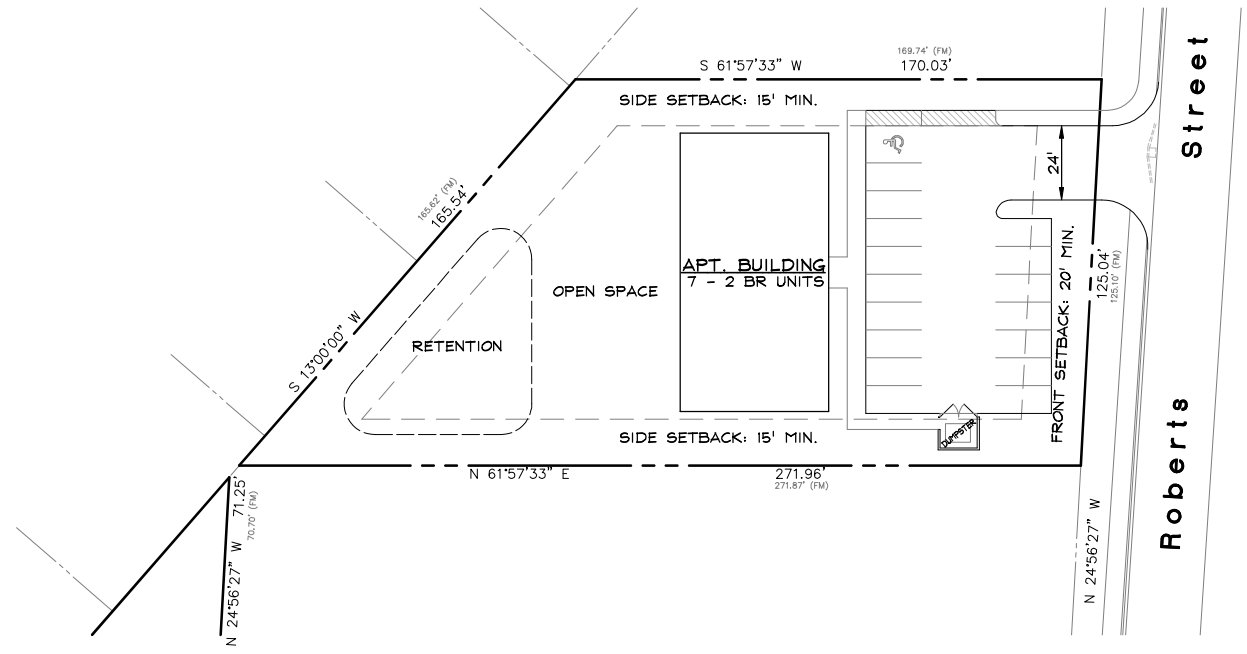 169.74' (FM)
S 61°57'33" W
170.03'
SIDE SETBACK: 15' MIN.
Street
24'
165.62' (FM)
165.54'
FRONT SETBACK: 20' MIN.
125.04'
125.10' (FM)
APT. BUILDING
7 - 2 BR UNITS
OPEN SPACE
RETENTION
S 13°00'00" W
DUMPSTER
SIDE SETBACK: 15' MIN.
N 61°57'33" E
271.96'
271.87' (FM)
Roberts
71.25'
70.70' (FM)
N 24°56'27" W
N 24°56'27" W